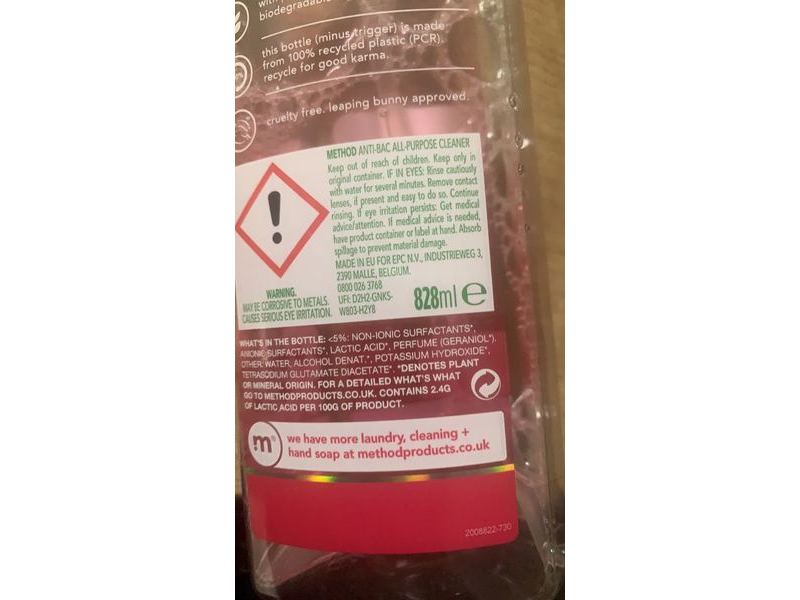 biodegradable
this bottle (minus trigger) is made
from 100% recycled plastic (PCR).
recycle for good karma.
cruelty free. leaping bunny approved.
METHOD ANTI-BAC ALL-PURPOSE CLEANER
Keep out of reach of children. Keep only in
original container. IF IN EYES: Rinse cautiously
with water for several minutes. Remove contact
lenses, if present and easy to do so. Continue
rinsing. If eye irritation persists: Get medical
advice/attention. If medical advice is needed,
have product container or label at hand. Absorb
spillage to prevent material damage.
MADE IN EU FOR EPC N.V., INDUSTRIEWEG 3,
2390 MALLE, BELGIUM.
0800 026 3768
UFI: D2H2-GNKS-
W803-H2Y8
828ml e
WARNING.
MAY BE CORROSIVE TO METALS.
CAUSES SERIOUS EYE IRRITATION.
WHAT'S IN THE BOTTLE: <5%: NON-IONIC SURFACTANTS*,
ANIONIC SURFACTANTS*, LACTIC ACID*, PERFUME (GERANIOL*).
OTHER: WATER, ALCOHOL DENAT.*, POTASSIUM HYDROXIDE*,
TETRASODIUM GLUTAMATE DIACETATE*. *DENOTES PLANT
OR MINERAL ORIGIN. FOR A DETAILED WHAT'S WHAT
GO TO METHODPRODUCTS.CO.UK. CONTAINS 2.4G
OF LACTIC ACID PER 100G OF PRODUCT.
m®
we have more laundry, cleaning +
hand soap at methodproducts.co.uk
2008822-730